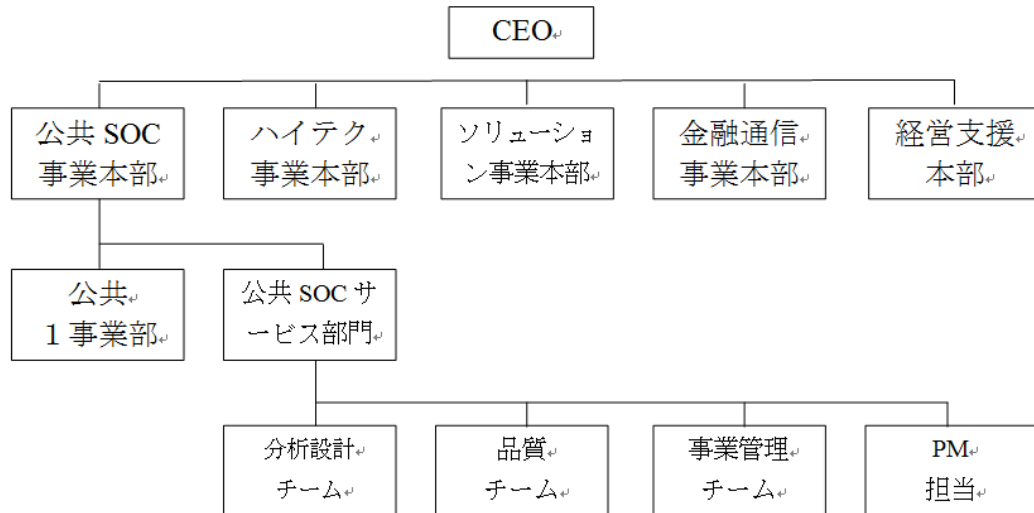 CEO
公共 SOC
事業本部
ハイテク
事業本部
ソリューショ
ン事業本部
金融通信
事業本部
経営支援
本部
公共
１事業部
公共 SOC サ
ービス部門
分析設計
チーム
品質
チーム
事業管理
チーム
PM
担当